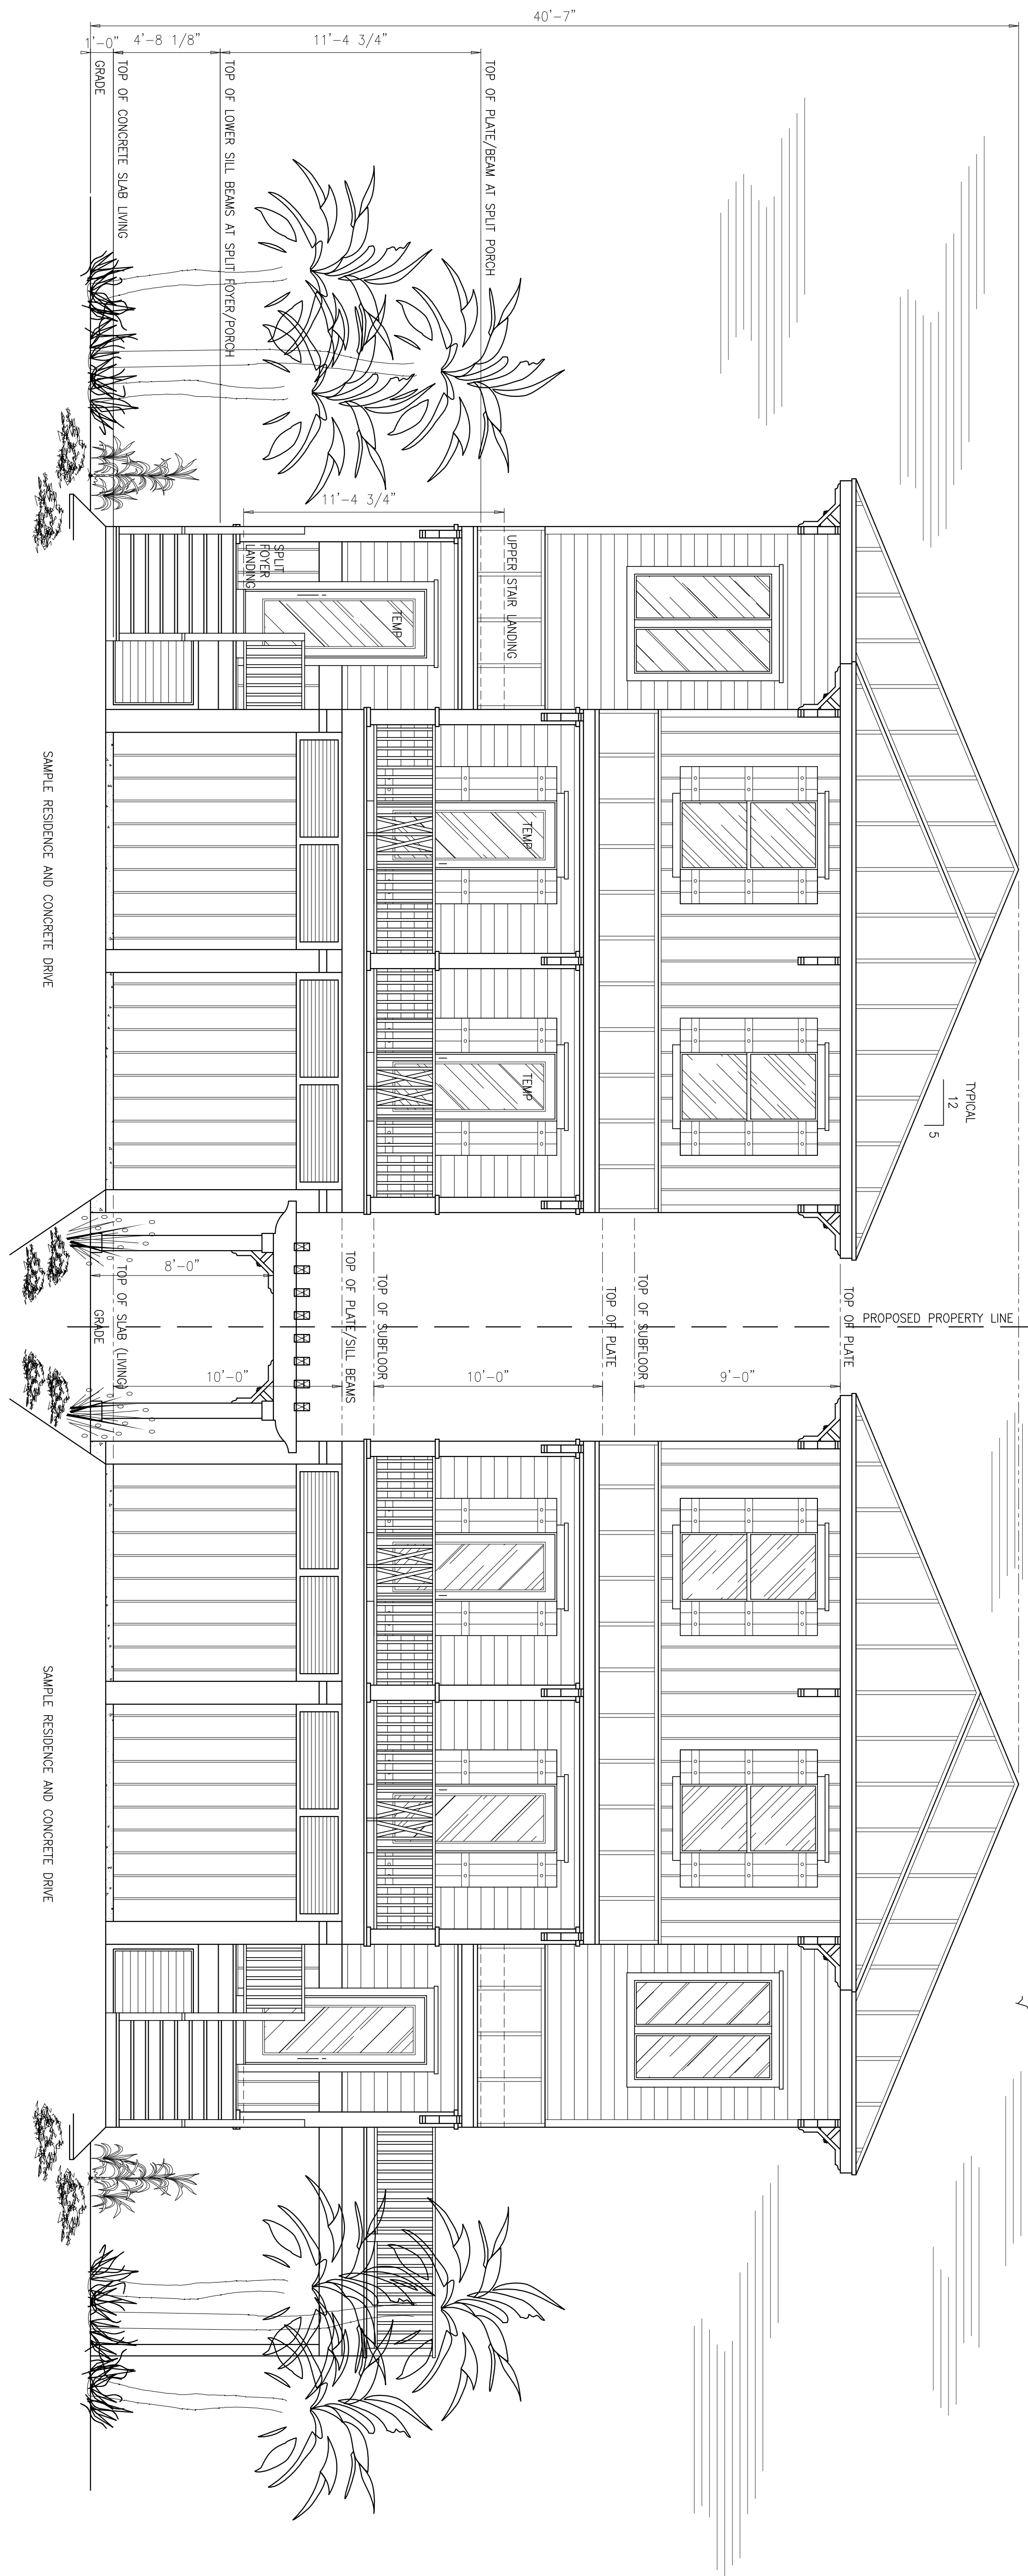 40'-7"
1'-0"
4'-8 1/8"
11'-4 3/4"
GRADE
TOP OF CONCRETE SLAB LIVING
TOP OF LOWER SILL BEAMS AT SPLIT FOYER/PORCH
TOP OF PLATE/BEAM AT SPLIT PORCH
11'-4 3/4"
UPPER STAIR LANDING
SPLIT
FOYER
LANDING
TEMP
TEMP
TEMP
SAMPLE RESIDENCE AND CONCRETE DRIVE
TYPICAL
12
5
8'-0"
GRADE
TOP OF SLAB (LIVING)
TOP OF PLATE/SILL BEAMS
TOP OF SUBFLOOR
TOP OF PLATE
TOP OF SUBFLOOR
TOP OF PLATE
PROPOSED PROPERTY LINE
10'-0"
10'-0"
9'-0"
SAMPLE RESIDENCE AND CONCRETE DRIVE